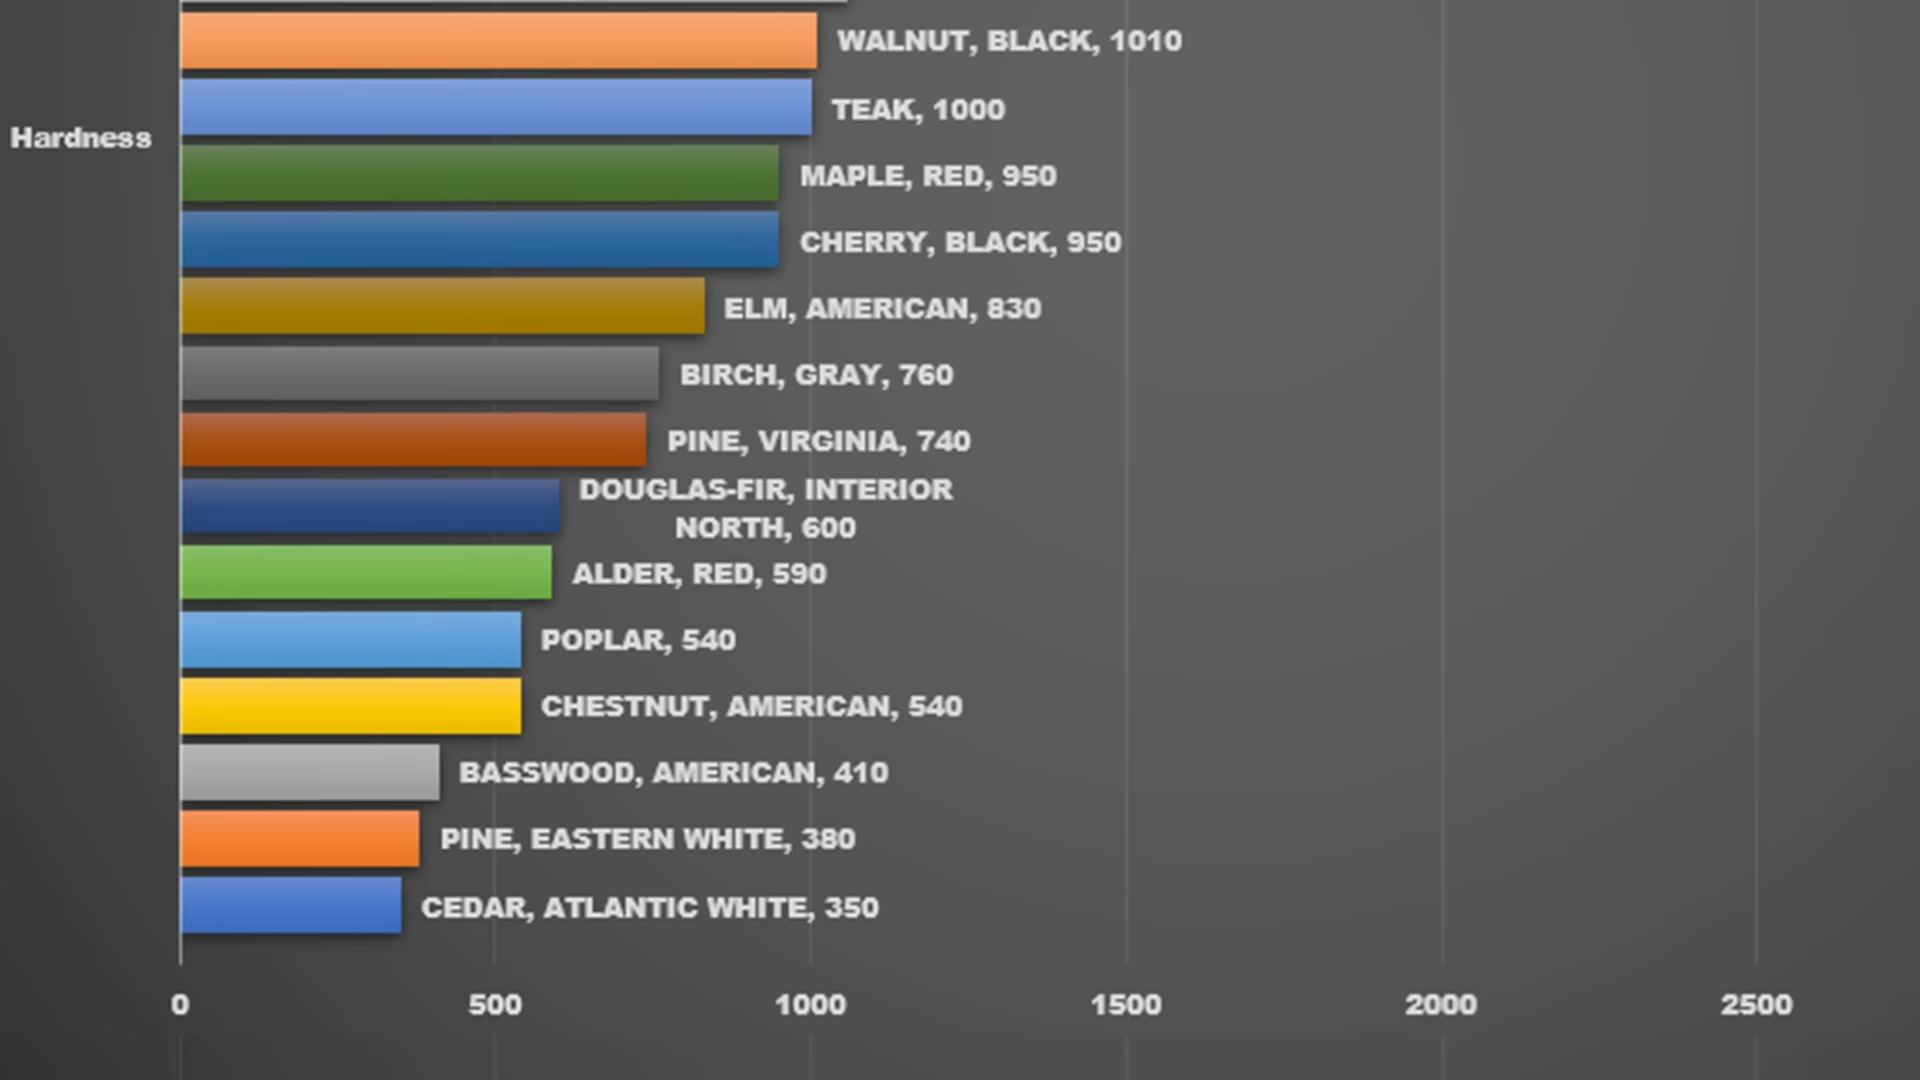 WALNUT, BLACK, 1010
TEAK, 1000
Hardness
MAPLE, RED, 950
CHERRY, BLACK, 950
ELM, AMERICAN, 830
BIRCH, GRAY, 760
PINE, VIRGINIA, 740
DOUGLAS-FIR, INTERIOR
NORTH, 600
ALDER, RED, 590
POPLAR, 540
CHESTNUT, AMERICAN, 540
BASSWOOD, AMERICAN, 410
PINE, EASTERN WHITE, 380
CEDAR, ATLANTIC WHITE, 350
0 500 1000 1500 2000 2500